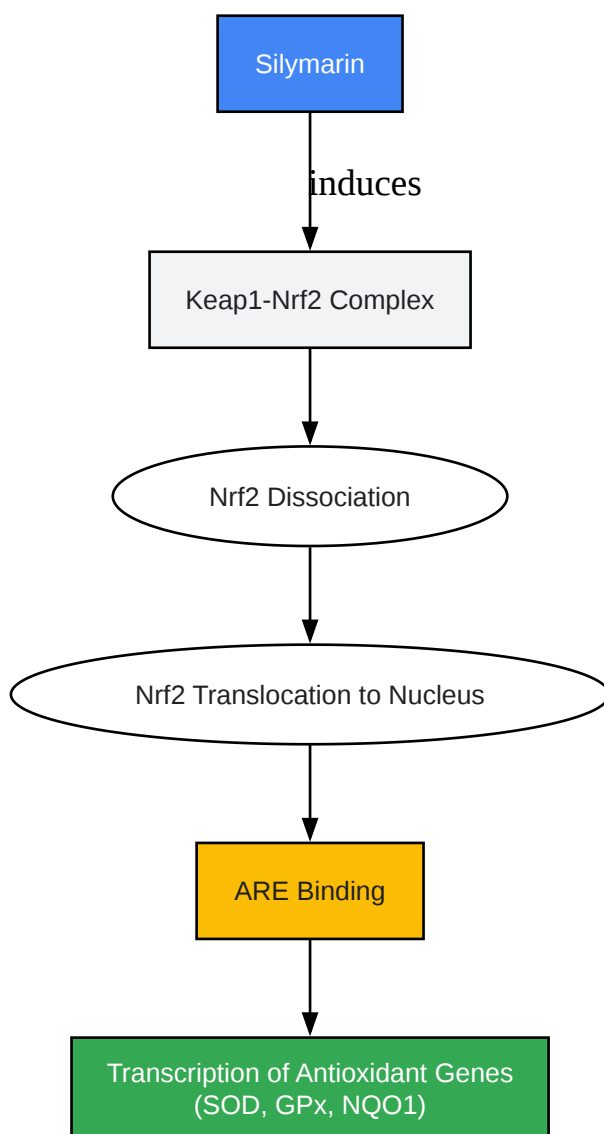 Silymarin
induces
Keap1-Nrf2 Complex
Nrf2 Dissociation
Nrf2 Translocation to Nucleus
ARE Binding
Transcription of Antioxidant Genes
(SOD, GPx, NQO1)